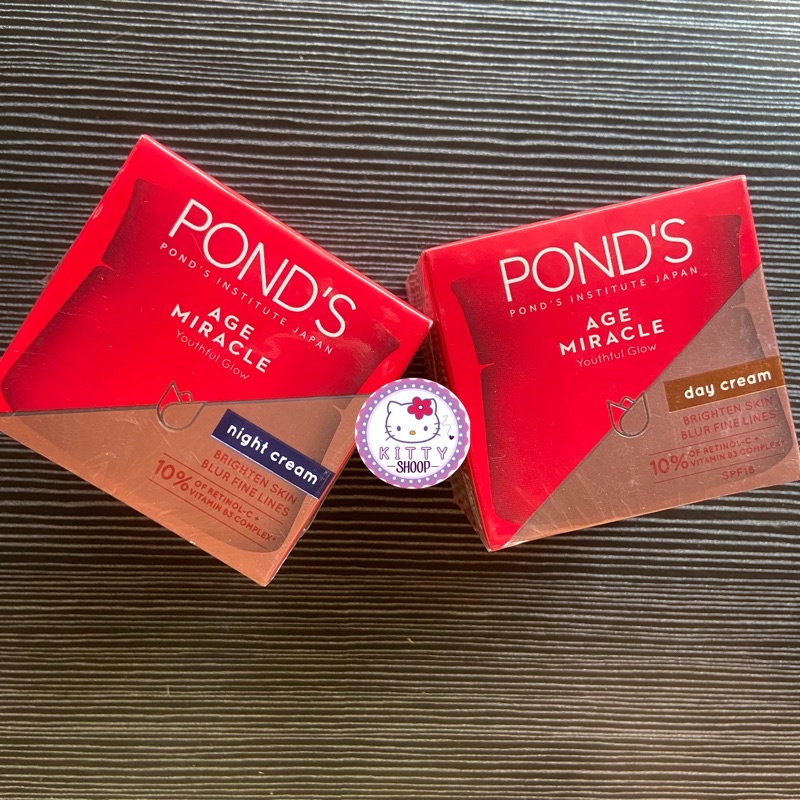 POND'S
POND'S INSTITUTE JAPAN
AGE
MIRACLE
Youthful Glow
night cream
BRIGHTEN SKIN
BLUR FINE LINES
10% OF RETINOL-C +
VITAMIN B3 COMPLEX*
POND'S
POND'S INSTITUTE JAPAN
AGE
MIRACLE
Youthful Glow
day cream
BRIGHTEN SKIN
BLUR FINE LINES
10% OF RETINOL-C +
VITAMIN B3 COMPLEX*
SPF18
KITTY
SHOOP